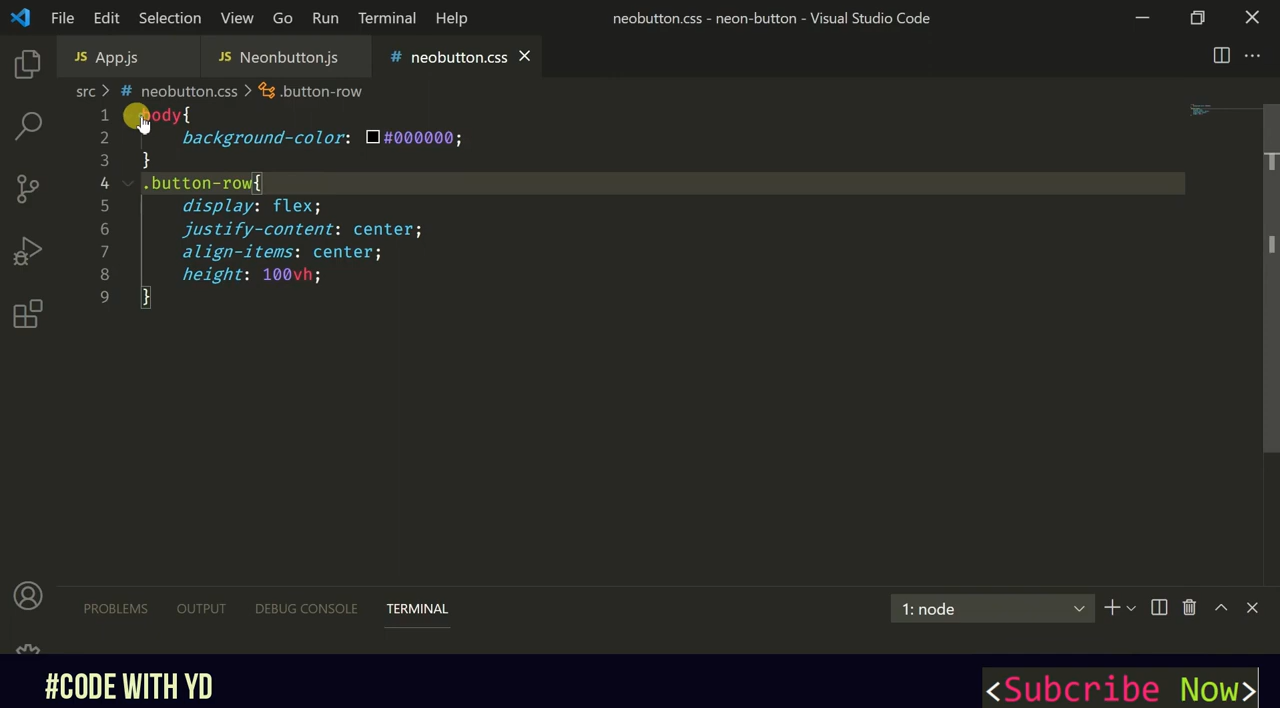 File Edit Selection View Go Run Terminal Help neobutton.css - neon-button - Visual Studio Code
JS App.js JS Neonbutton.js # neobutton.css
src > # neobutton.css > .button-row
1 body{
2 background-color: #000000;
3 }
4 .button-row{
5 display: flex;
6 justify-content: center;
7 align-items: center;
8 height: 100vh;
9 }
PROBLEMS OUTPUT DEBUG CONSOLE TERMINAL 1: node
#CODE WITH YD
<Subcribe Now>